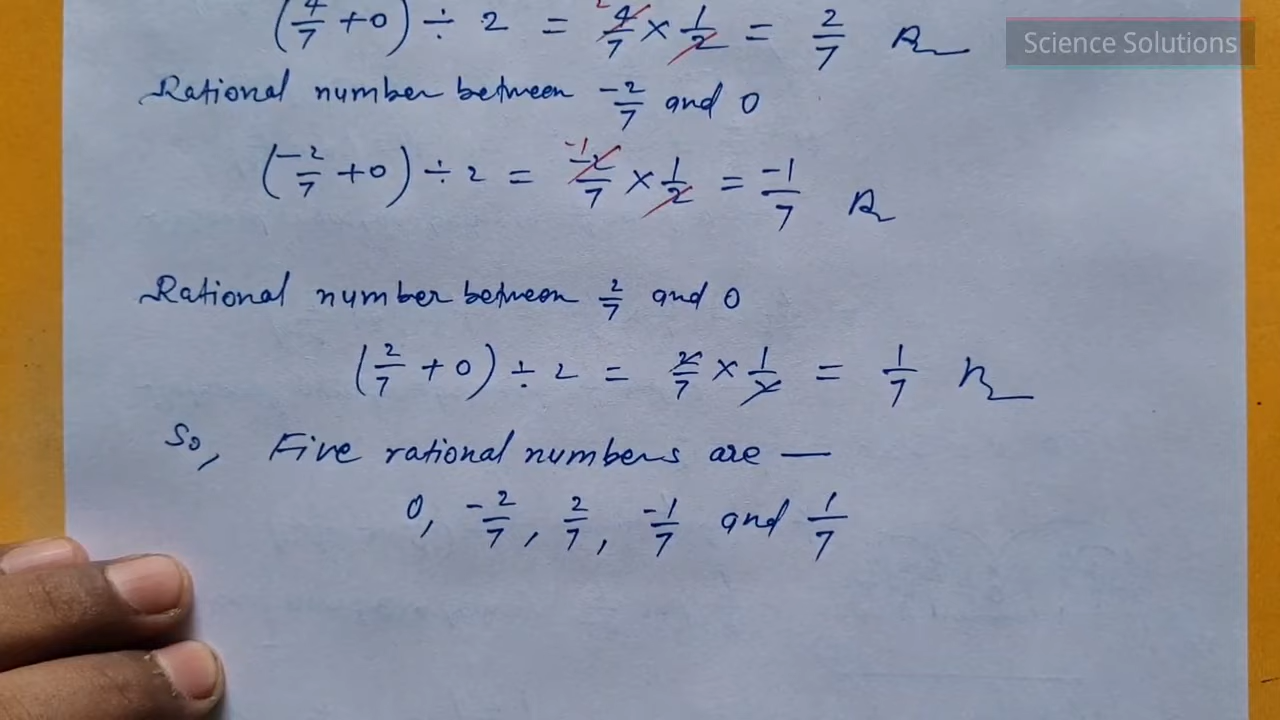 (4/7 + 0) ÷ 2 = 4/7 × 1/2 = 2/7
Science Solutions
Rational number between -2/7 and 0
(-2/7 + 0) ÷ 2 = -2/7 × 1/2 = -1/7
Rational number between 2/7 and 0
(2/7 + 0) ÷ 2 = 2/7 × 1/2 = 1/7
So, Five rational numbers are —
0, -2/7, 2/7, -1/7 and 1/7